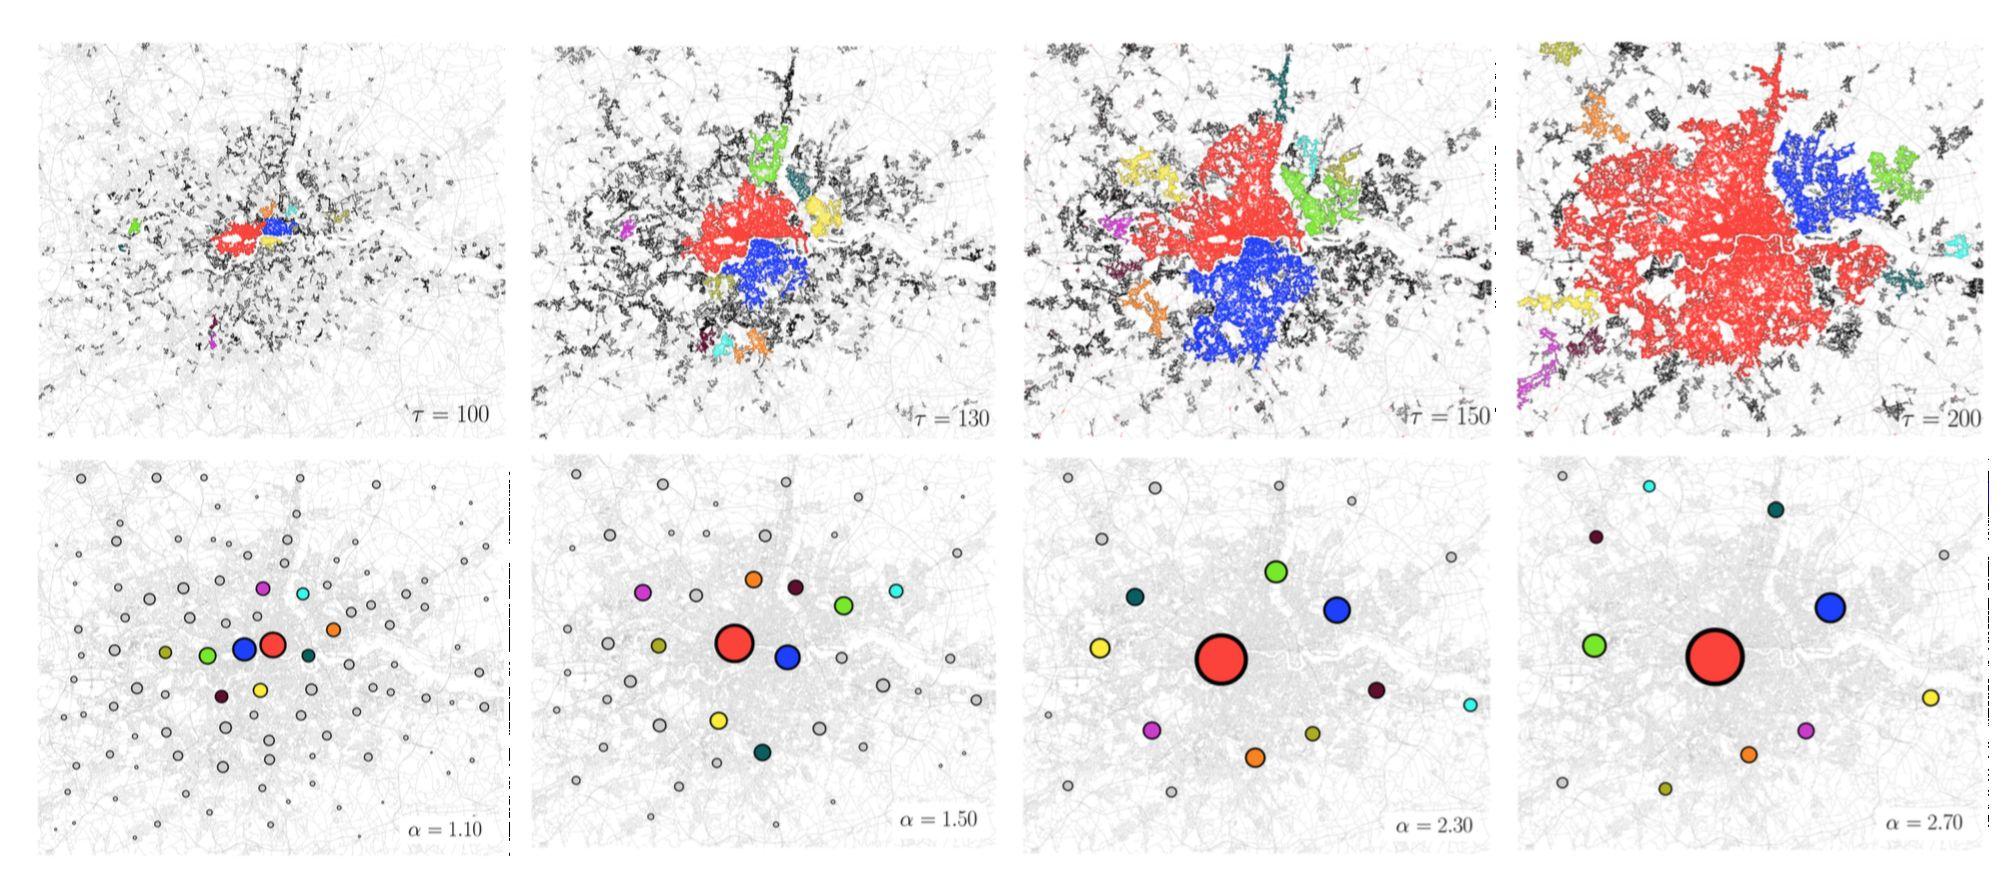 τ = 100
τ = 130
τ = 150
τ = 200
α = 1.10
α = 1.50
α = 2.30
α = 2.70